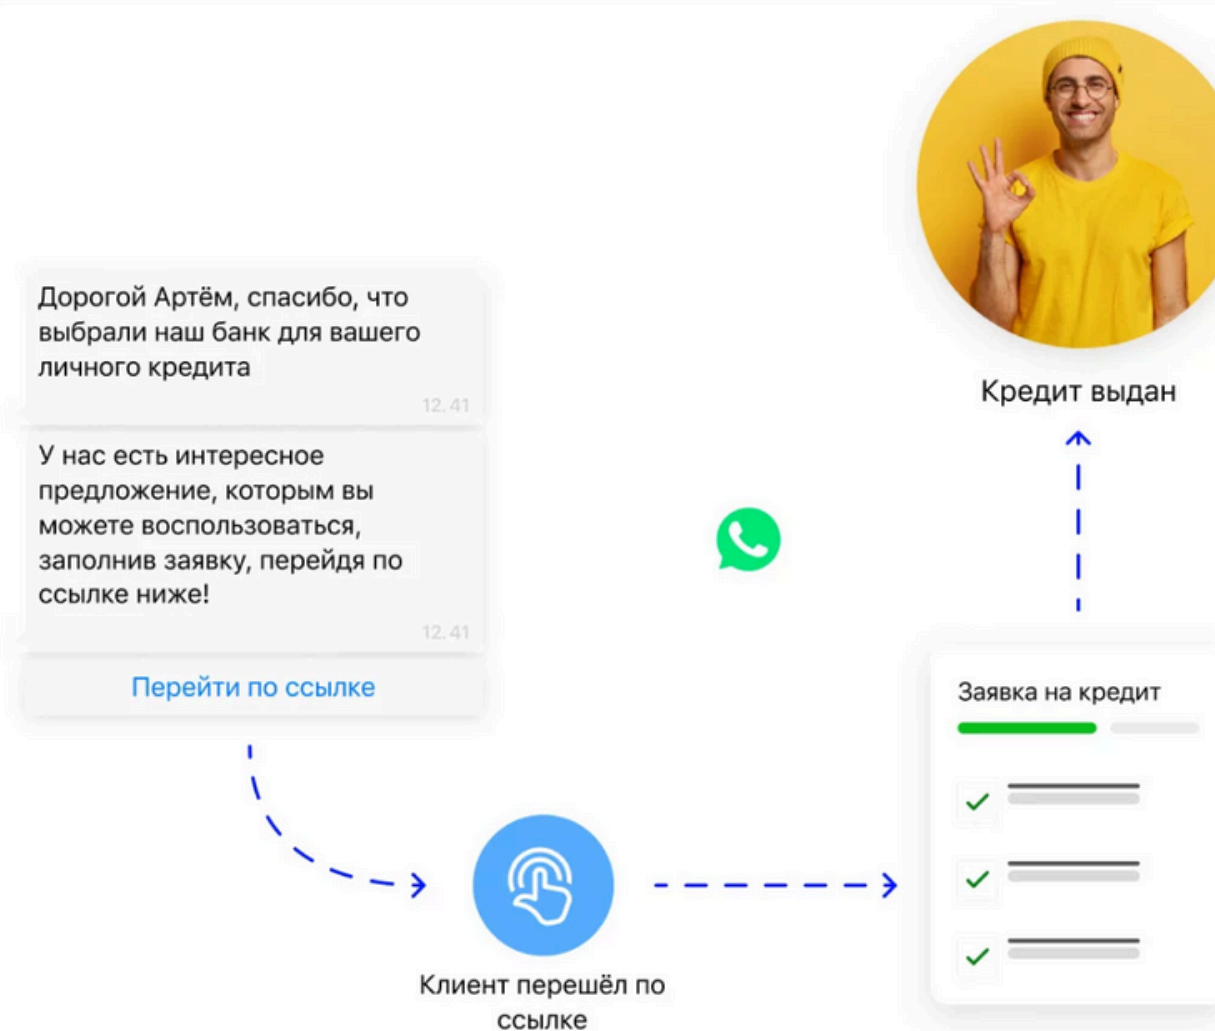 Дорогой Артём, спасибо, что
выбрали наш банк для вашего
личного кредита
12.41
У нас есть интересное
предложение, которым вы
можете воспользоваться,
заполнив заявку, перейдя по
ссылке ниже!
12.41
Перейти по ссылке
Клиент перешёл по
ссылке
Заявка на кредит
Кредит выдан